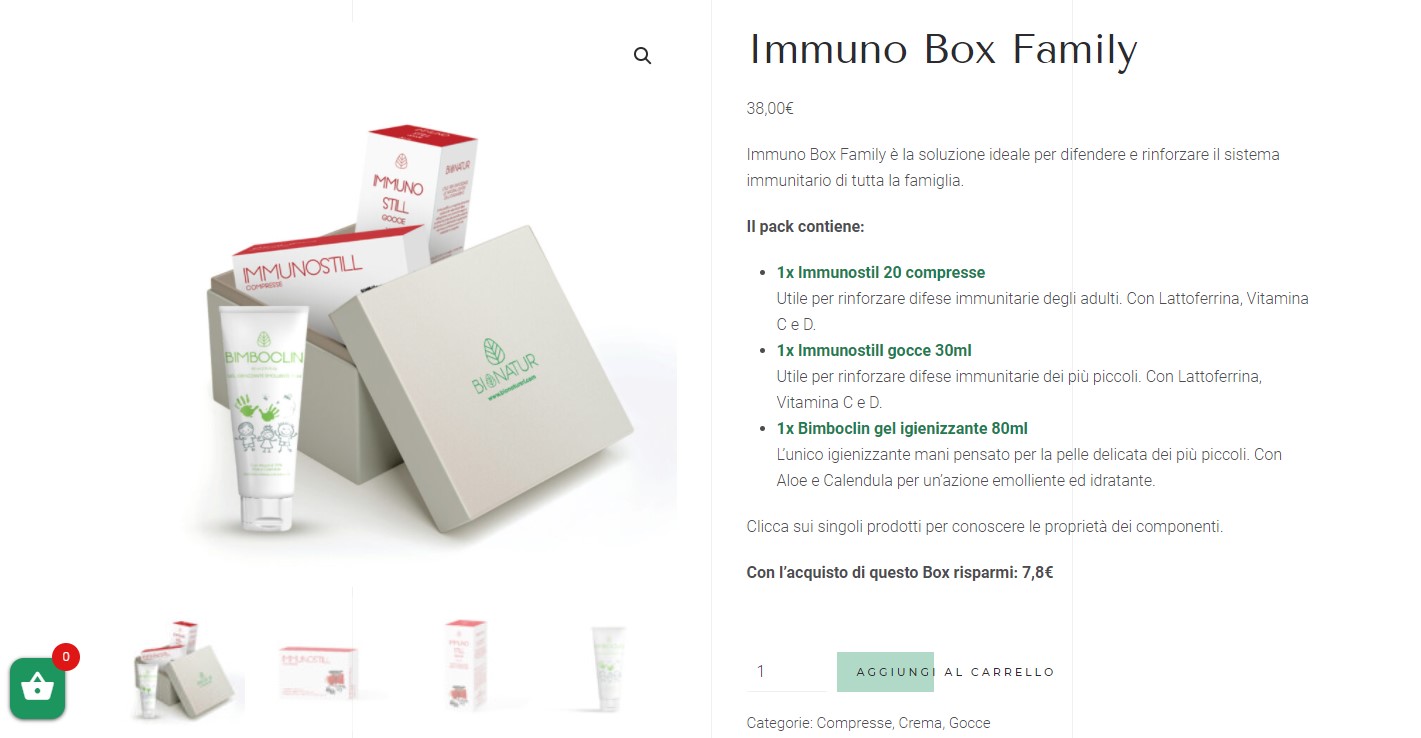 Immuno Box Family
38,00€
Immuno Box Family è la soluzione ideale per difendere e rinforzare il sistema
immunitario di tutta la famiglia.
Il pack contiene:
1x Immunostil 20 compresse
Utile per rinforzare difese immunitarie degli adulti. Con Lattoferrina, Vitamina
C e D.
1x Immunostill gocce 30ml
Utile per rinforzare difese immunitarie dei più piccoli. Con Lattoferrina,
Vitamina C e D.
1x Bimboclin gel igienizzante 80ml
L’unico igienizzante mani pensato per la pelle delicata dei più piccoli. Con
Aloe e Calendula per un’azione emolliente ed idratante.
Clicca sui singoli prodotti per conoscere le proprietà dei componenti.
Con l’acquisto di questo Box risparmi: 7,8€
1
AGGIUNGI AL CARRELLO
Categorie: Compresse, Crema, Gocce
IMMUNO
STILL
GOCCE
BIONATUR
IMMUNOSTILL
COMPRESSE
BIMBOCLIN
BIONATUR
www.bionatursrl.com
0
IMMUNOSTILL